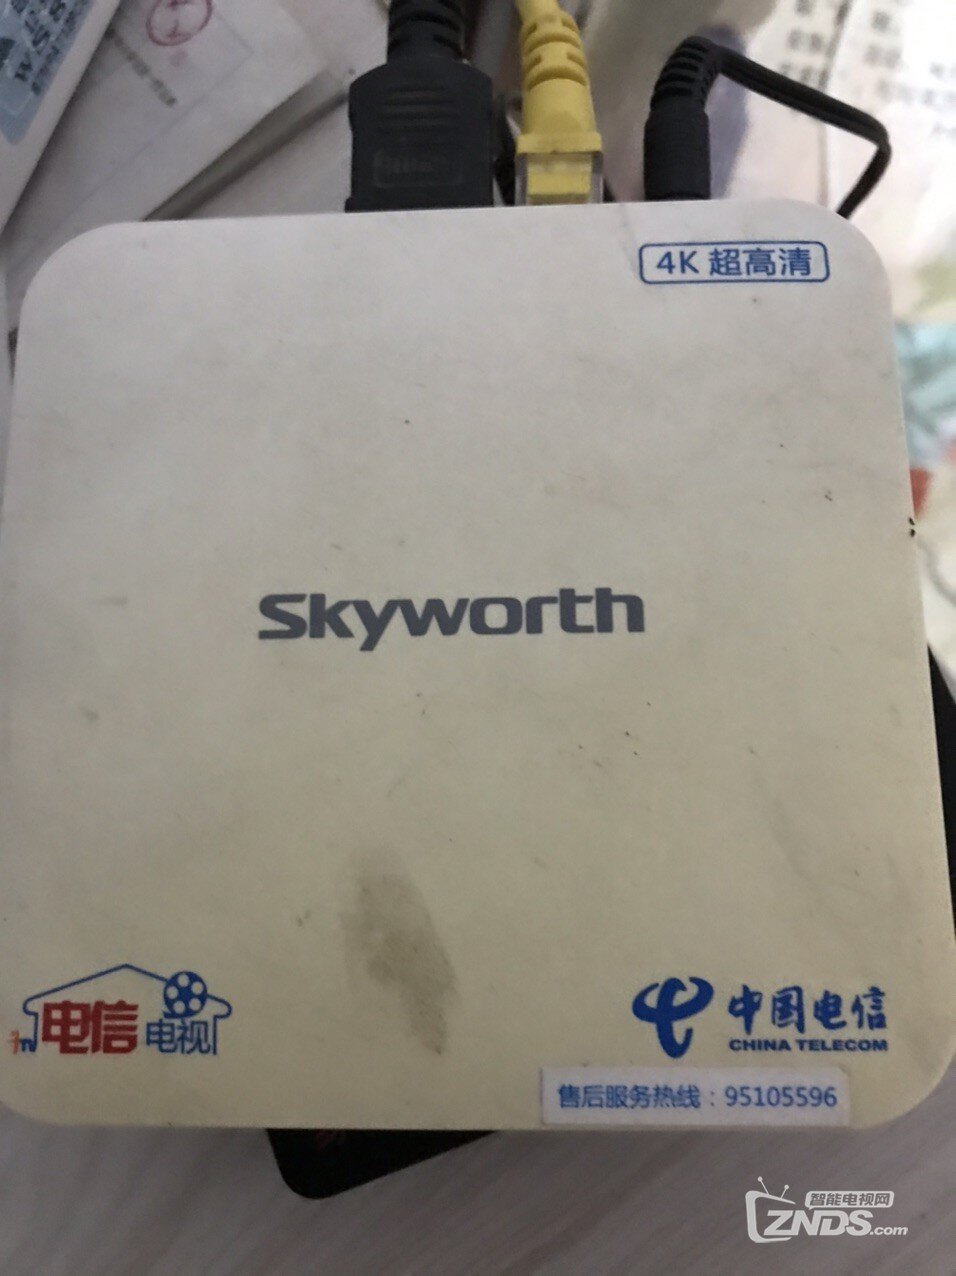 4K 超高清
Skyworth
iTV 电信电视
中国电信
CHINA TELECOM
售后服务热线：95105596
智能电视网
ZNDS.com